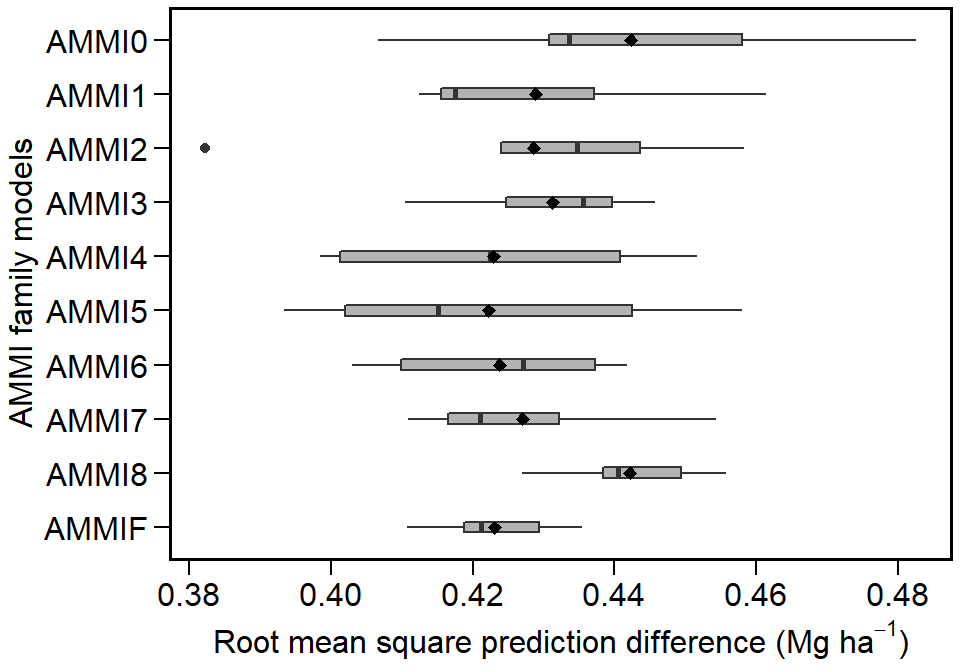 AMMI family models
AMMI0
AMMI1
AMMI2
AMMI3
AMMI4
AMMI5
AMMI6
AMMI7
AMMI8
AMMIF
0.38 0.40 0.42 0.44 0.46 0.48
Root mean square prediction difference (Mg ha⁻¹)